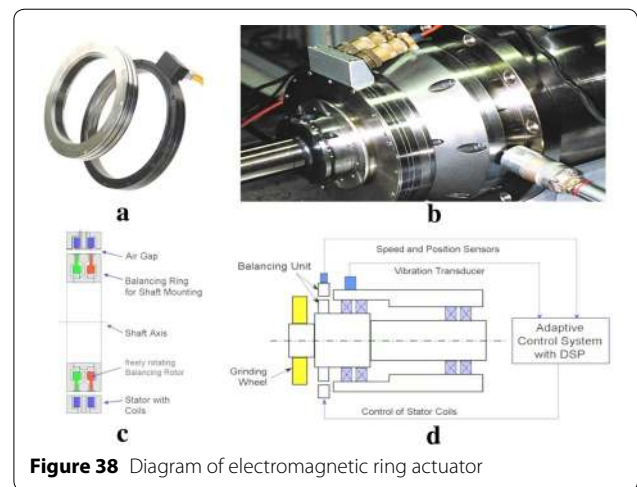 a
b
Air Gap
Balancing Ring
for Shaft Mounting
Shaft Axis
freely rotating
Balancing Rotor
Stator with
Coils
c
Speed and Position Sensors
Balancing Unit
Vibration Transducer
Adaptive
Control System
with DSP
Grinding
Wheel
Control of Stator Coils
d
Figure 38 Diagram of electromagnetic ring actuator